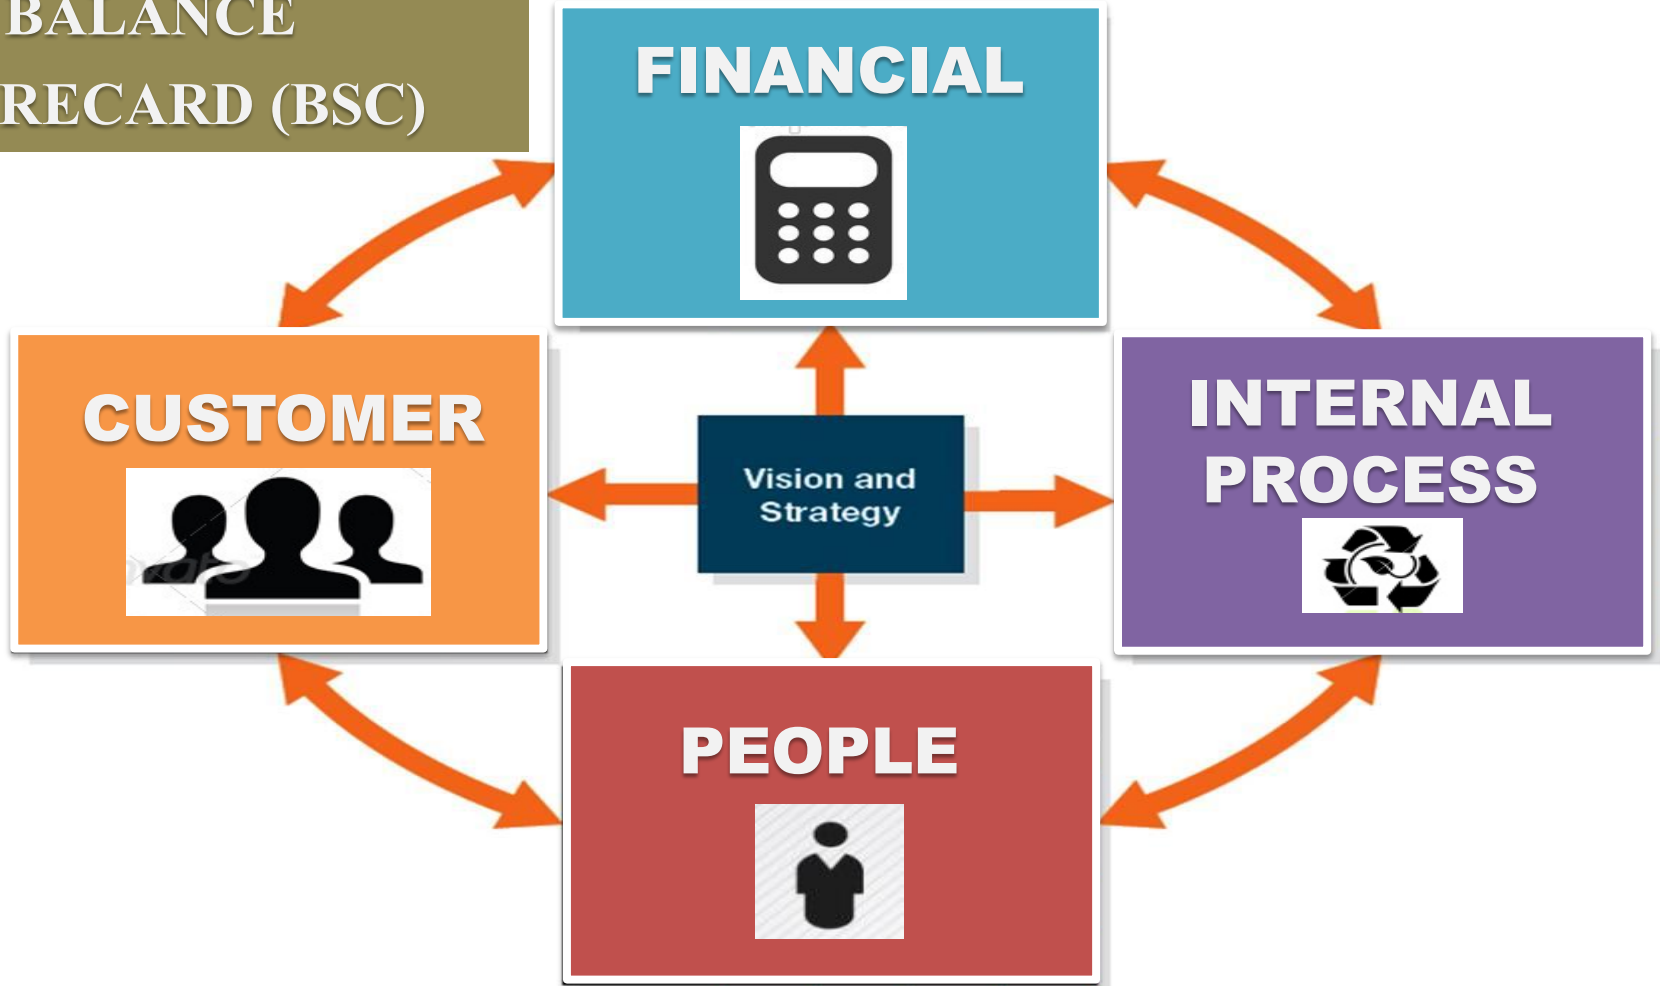 BALANCE
RECARD (BSC)
FINANCIAL
CUSTOMER
Vision and
Strategy
INTERNAL
PROCESS
PEOPLE